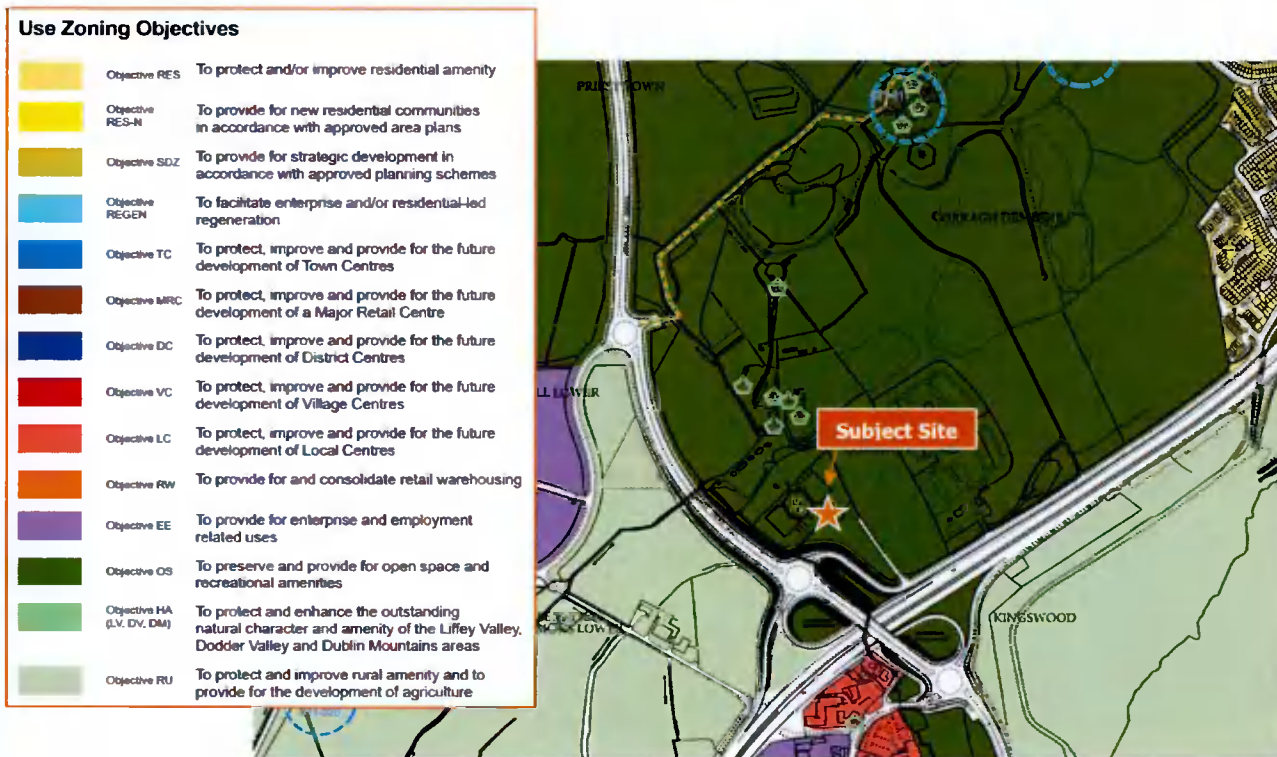 Use Zoning Objectives
Objective RES
To protect and/or improve residential amenity
Objective
RES-N
To provide for new residential communities
in accordance with approved area plans
Objective SDZ
To provide for strategic development in
accordance with approved planning schemes
Objective
REGEN
To facilitate enterprise and/or residential-led
regeneration
Objective TC
To protect, improve and provide for the future
development of Town Centres
Objective MRC
To protect, improve and provide for the future
development of a Major Retail Centre
Objective DC
To protect, improve and provide for the future
development of District Centres
Objective VC
To protect, improve and provide for the future
development of Village Centres
Objective LC
To protect, improve and provide for the future
development of Local Centres
Objective RW
To provide for and consolidate retail warehousing
Objective EE
To provide for enterprise and employment
related uses
Objective OS
To preserve and provide for open space and
recreational amenities
Objective HA
(LV, DV, DM)
To protect and enhance the outstanding
natural character and amenity of the Liffey Valley,
Dodder Valley and Dublin Mountains areas
Objective RU
To protect and improve rural amenity and to
provide for the development of agriculture
LL LOWER
Subject Site
KINGSWOOD